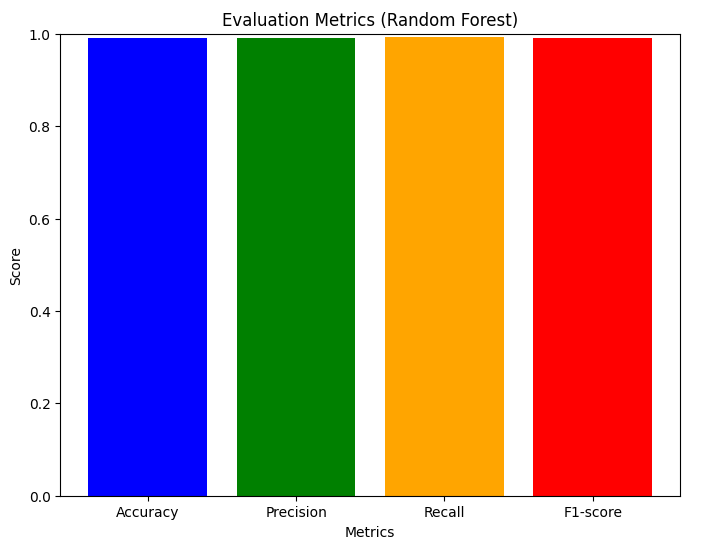 Evaluation Metrics (Random Forest)
1.0
0.8
0.6
0.4
0.2
0.0
Score
Accuracy Precision Recall F1-score
Metrics